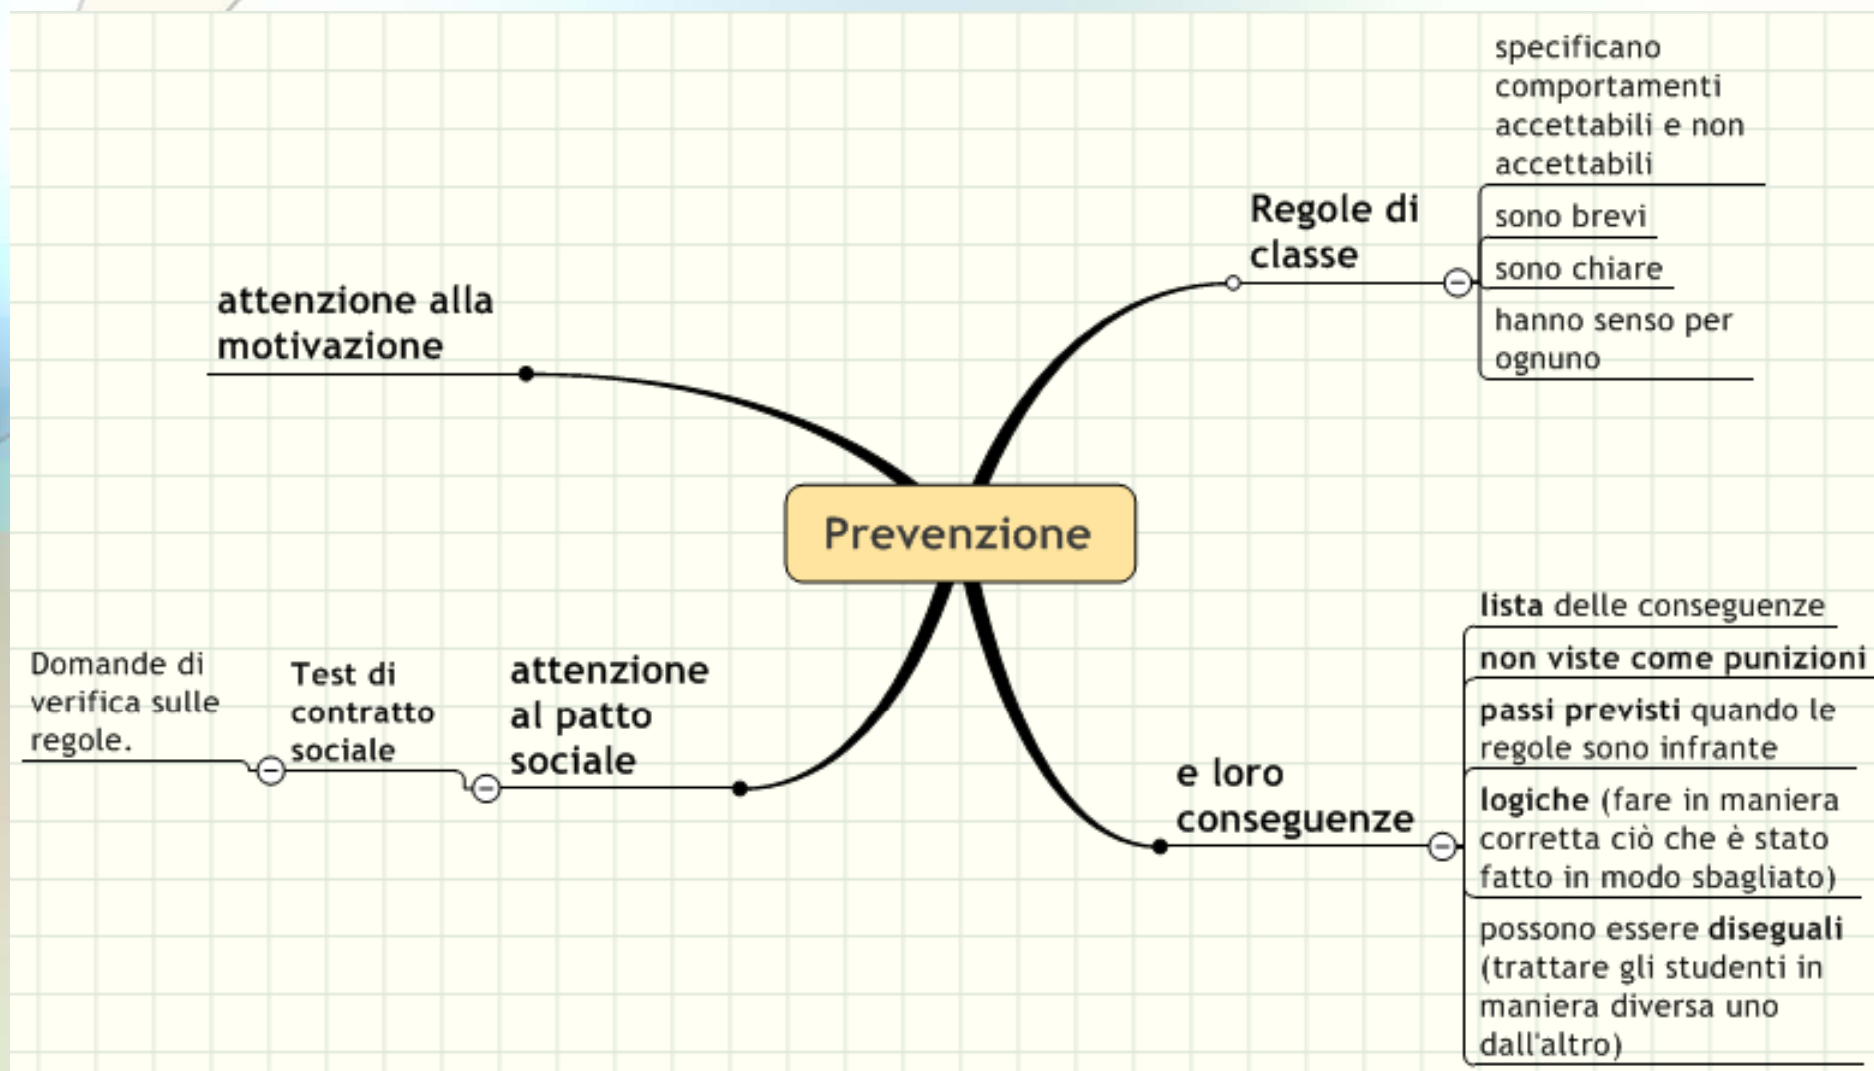 specificano
comportamenti
accettabili e non
accettabili
Regole di
classe
sono brevi
sono chiare
hanno senso per
ognuno
attenzione alla
motivazione
Prevenzione
lista delle conseguenze
non viste come punizioni
passi previsti quando le
regole sono infrante
e loro
conseguenze
logiche (fare in maniera
corretta ciò che è stato
fatto in modo sbagliato)
possono essere diseguali
(trattare gli studenti in
maniera diversa uno
dall'altro)
attenzione
al patto
sociale
Test di
contratto
sociale
Domande di
verifica sulle
regole.